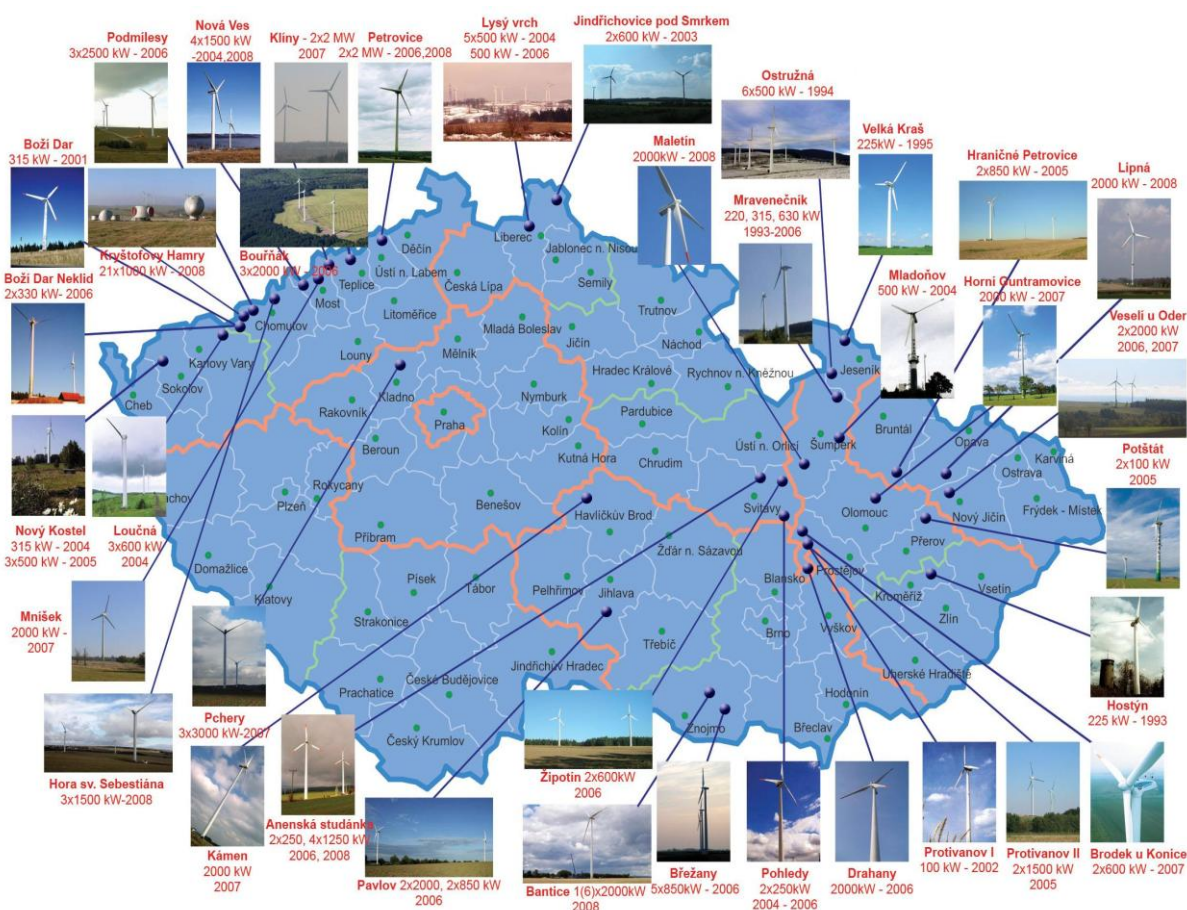 Podmilesy
3x2500 kW - 2006
Nová Ves
4x1500 kW
-2004,2008
Klíny - 2x2 MW
2007
Petrovice
2x2 MW - 2006,2008
Lysý vrch
5x500 kW - 2004
500 kW - 2006
Jindřichovice pod Smrkem
2x600 kW - 2003
Ostružná
6x500 kW - 1994
Maletín
2000kW - 2008
Velká Kraš
225kW - 1995
Hraničné Petrovice
2x850 kW - 2005
Lipná
2000 kW - 2008
Boží Dar
315 kW - 2001
Mravenečník
220, 315, 630 kW
1993-2006
Kryštofovy Hamry
21x1000 kW - 2008
Bouřňák
3x2000 kW - 2006
Boží Dar Neklid
2x330 kW- 2006
Mladoňov
500 kW - 2004
Horní Guntramovice
2000 kW - 2007
Veselí u Oder
2x2000 kW
2006, 2007
Děčín
Liberec
Jablonec n. Nisou
Ústí n. Labem
Teplice
Česká Lípa
Semily
Most
Litoměřice
Trutnov
Chomutov
Mladá Boleslav
Jičín
Náchod
Jeseník
Louny
Mělník
Karlovy Vary
Hradec Králové
Rychnov n. Kněžnou
Sokolov
Cheb
Kladno
Nymburk
Rakovník
Praha
Pardubice
Bruntál
Kolín
Opava
Karviná
Beroun
Ústí n. Orlicí
Šumperk
Kutná Hora
Chrudim
Ostrava
Potštát
2x100 kW
2005
Rokycany
Plzeň
Benešov
Svitavy
Olomouc
Nový Jičín
Frýdek - Místek
Havlíčkův Brod
Příbram
Přerov
Žďár n. Sázavou
Nový Kostel
315 kW - 2004
3x500 kW - 2005
Loučná
3x600 kW
2004
Domažlice
Písek
Tábor
Pelhřimov
Jihlava
Blansko
Prostějov
Kroměříž
Vsetín
Klatovy
Strakonice
Zlín
Brno
Vyškov
Třebíč
Mníšek
2000 kW -
2007
Jindřichův Hradec
Uherské Hradiště
Prachatice
České Budějovice
Hodonín
Hostýn
225 kW - 1993
Pchery
3x3000 kW-2007
Český Krumlov
Znojmo
Břeclav
Hora sv. Sebestiána
3x1500 kW-2008
Žipotín 2x600kW
2006
Anenská studánka
2x250, 4x1250 kW
2006, 2008
Kámen
2000 kW
2007
Pavlov 2x2000, 2x850 kW
2006
Bantice 1(6)x2000kW
2008
Břežany
5x850kW - 2006
Pohledy
2x250kW
2004 - 2006
Drahany
2000kW - 2006
Protivanov I
100 kW - 2002
Protivanov II
2x1500 kW
2005
Brodek u Konice
2x600 kW - 2007